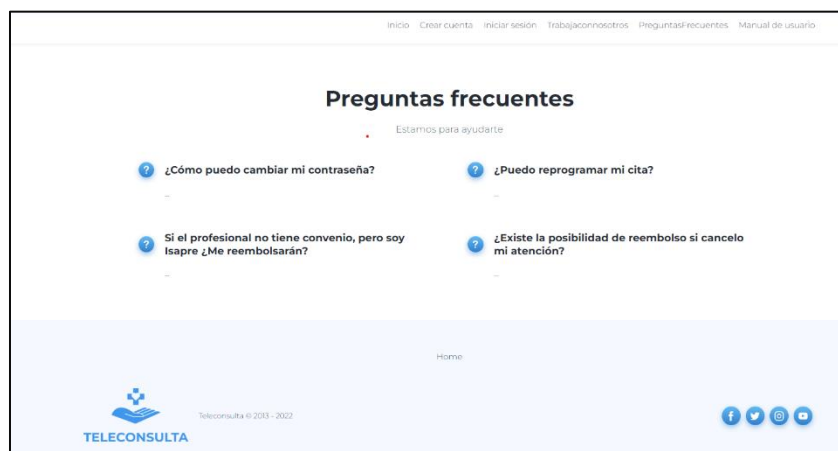 Inicio Crear cuenta Iniciar sesión Trabajaconnosotros PreguntasFrecuentes Manual de usuario
Preguntas frecuentes
Estamos para ayudarte
? ¿Cómo puedo cambiar mi contraseña?
...
? ¿Puedo reprogramar mi cita?
...
? Si el profesional no tiene convenio, pero soy
Isapre ¿Me reembolsarán?
...
? ¿Existe la posibilidad de reembolso si cancelo
mi atención?
...
Home
TELECONSULTA
Teleconsulta © 2013 - 2022